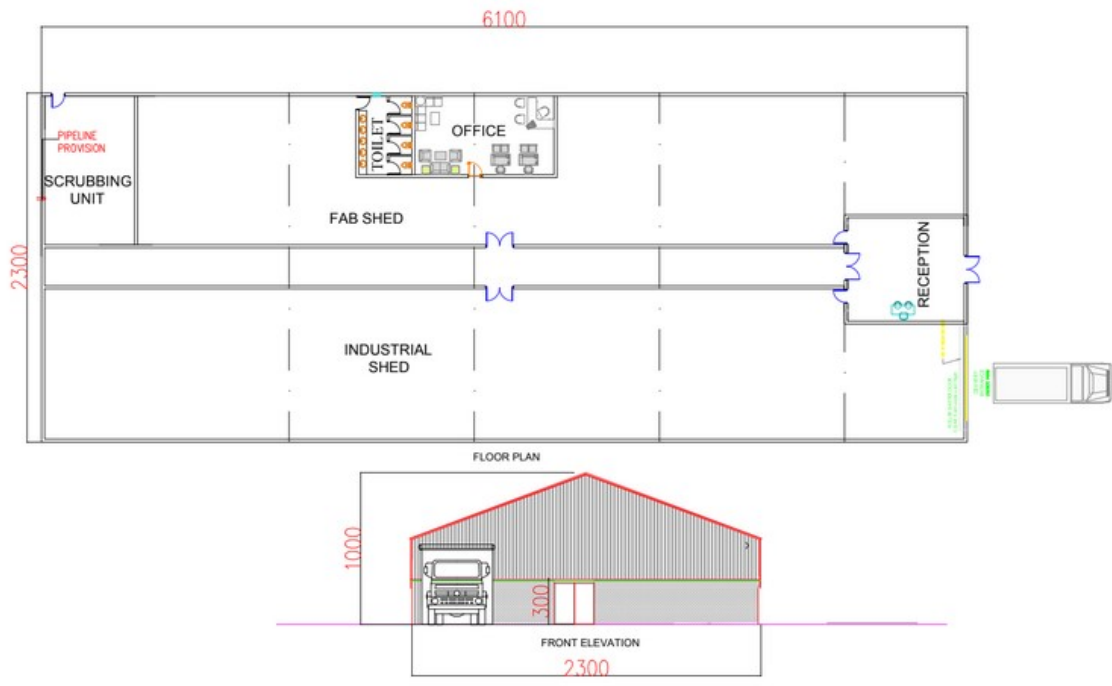 6100
PIPELINE
PROVISION
SCRUBBING
UNIT
TOILET
OFFICE
FAB SHED
2300
RECEPTION
INDUSTRIAL
SHED
FLOOR PLAN
1000
300
FRONT ELEVATION
2300